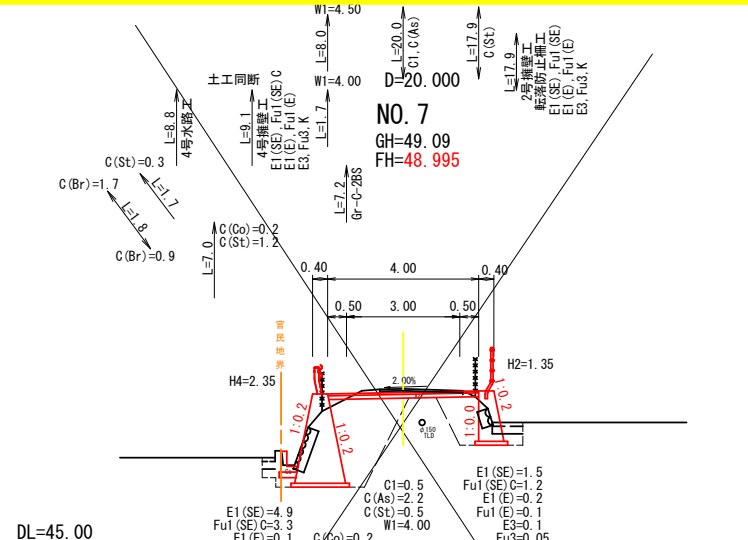 W1=4.50
L=8.0
L=20.0
C1,C(As)
L=17.9
C(St)
L=17.9
2号擁壁工
転落防止柵工
E1(SE),Fu1(SE)
E1(E),Fu1(E)
E3,Fu3,K
土工同断
W1=4.00
D=20.000
L=8.8
4号水路工
L=9.1
4号擁壁工
E1(SE),Fu1(SE)C
E1(E),Fu1(E)
E3,Fu3,K
L=1.7
NO.7
GH=49.09
FH=48.995
C(St)=0.3
C(Br)=1.7
L=1.7
L=1.8
C(Br)=0.9
L=7.2
Gr-C-2BS
L=7.0
C(Co)=0.2
C(St)=1.2
0.40
4.00
0.40
0.50
3.00
0.50
官民地界
H4=2.35
H2=1.35
2.00%
1:0.2
1:0.2
1:0.0
1:0.2
φ150
TLD
E1(SE)=4.9
Fu1(SE)C=3.3
E1(E)=0.1
C(Co)=0.2
C1=0.5
C(As)=2.2
C(St)=0.5
W1=4.00
E1(SE)=1.5
Fu1(SE)C=1.2
E1(E)=0.2
Fu1(E)=0.1
E3=0.1
Fu3=0.05
DL=45.00